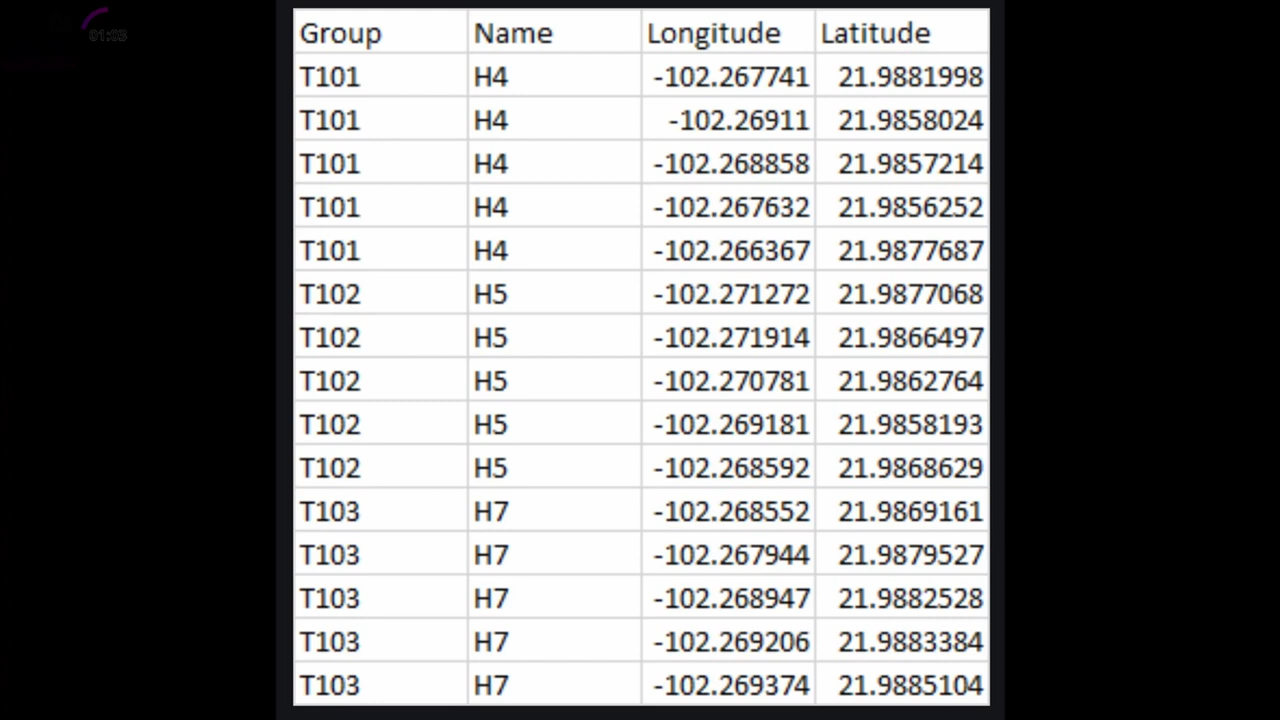 01:03
Group Name Longitude Latitude
T101 H4 -102.267741 21.9881998
T101 H4 -102.26911 21.9858024
T101 H4 -102.268858 21.9857214
T101 H4 -102.267632 21.9856252
T101 H4 -102.266367 21.9877687
T102 H5 -102.271272 21.9877068
T102 H5 -102.271914 21.9866497
T102 H5 -102.270781 21.9862764
T102 H5 -102.269181 21.9858193
T102 H5 -102.268592 21.9868629
T103 H7 -102.268552 21.9869161
T103 H7 -102.267944 21.9879527
T103 H7 -102.268947 21.9882528
T103 H7 -102.269206 21.9883384
T103 H7 -102.269374 21.9885104